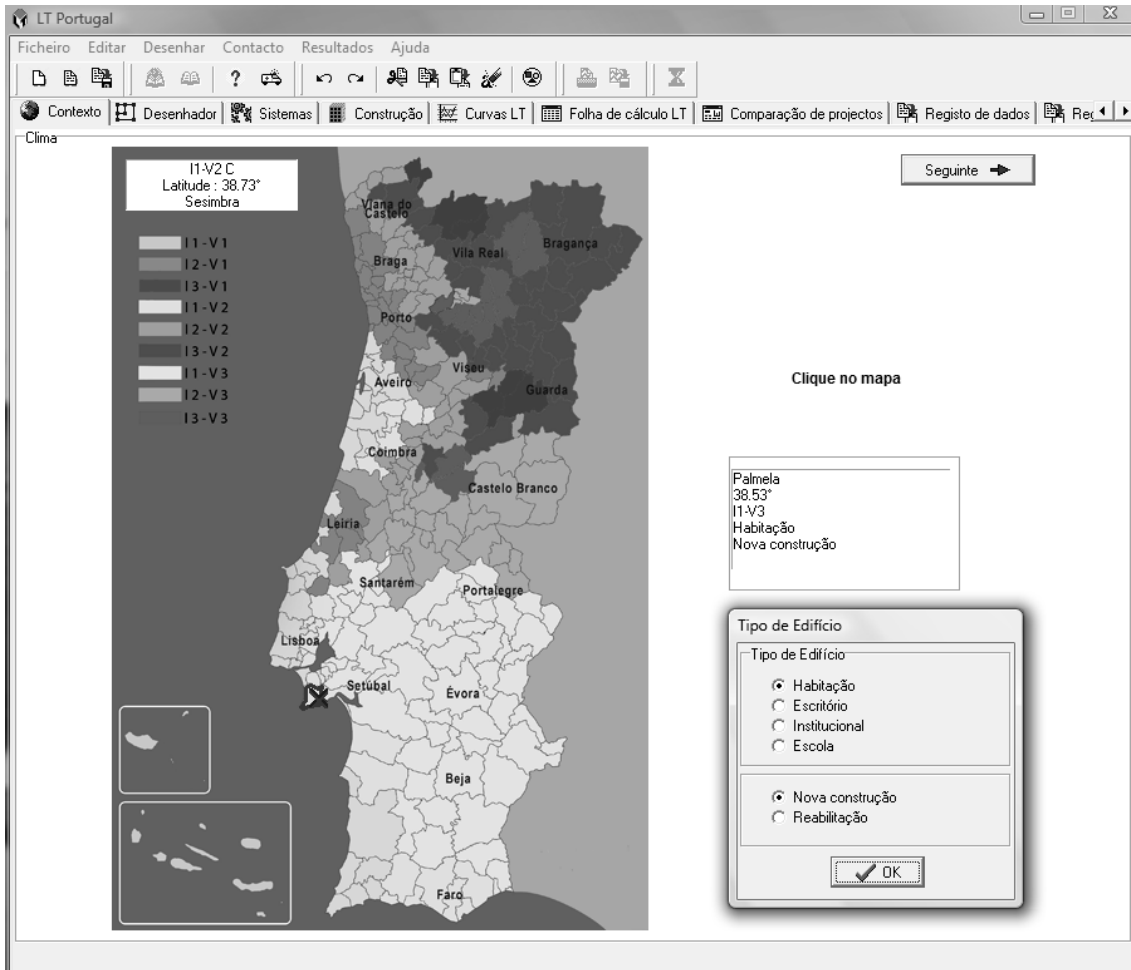 LT Portugal
Ficheiro Editar Desenhar Contacto Resultados Ajuda
Contexto Desenhador Sistemas Construção Curvas LT Folha de cálculo LT Comparação de projectos Registo de dados Reg
Clima
I1-V2 C
Latitude : 38.73°
Sesimbra
Seguinte
I1-V1
I2-V1
I3-V1
I1-V2
I2-V2
I3-V2
I1-V3
I2-V3
I3-V3
Viana do
Castelo
Bragança
Vila Real
Braga
Porto
Viseu
Aveiro
Guarda
Coimbra
Castelo Branco
Leiria
Santarém
Portalegre
Lisboa
Setúbal
Évora
Beja
Faro
Clique no mapa
Palmela
38.53°
I1-V3
Habitação
Nova construção
Tipo de Edifício
Tipo de Edifício
Habitação
Escritório
Institucional
Escola
Nova construção
Reabilitação
OK